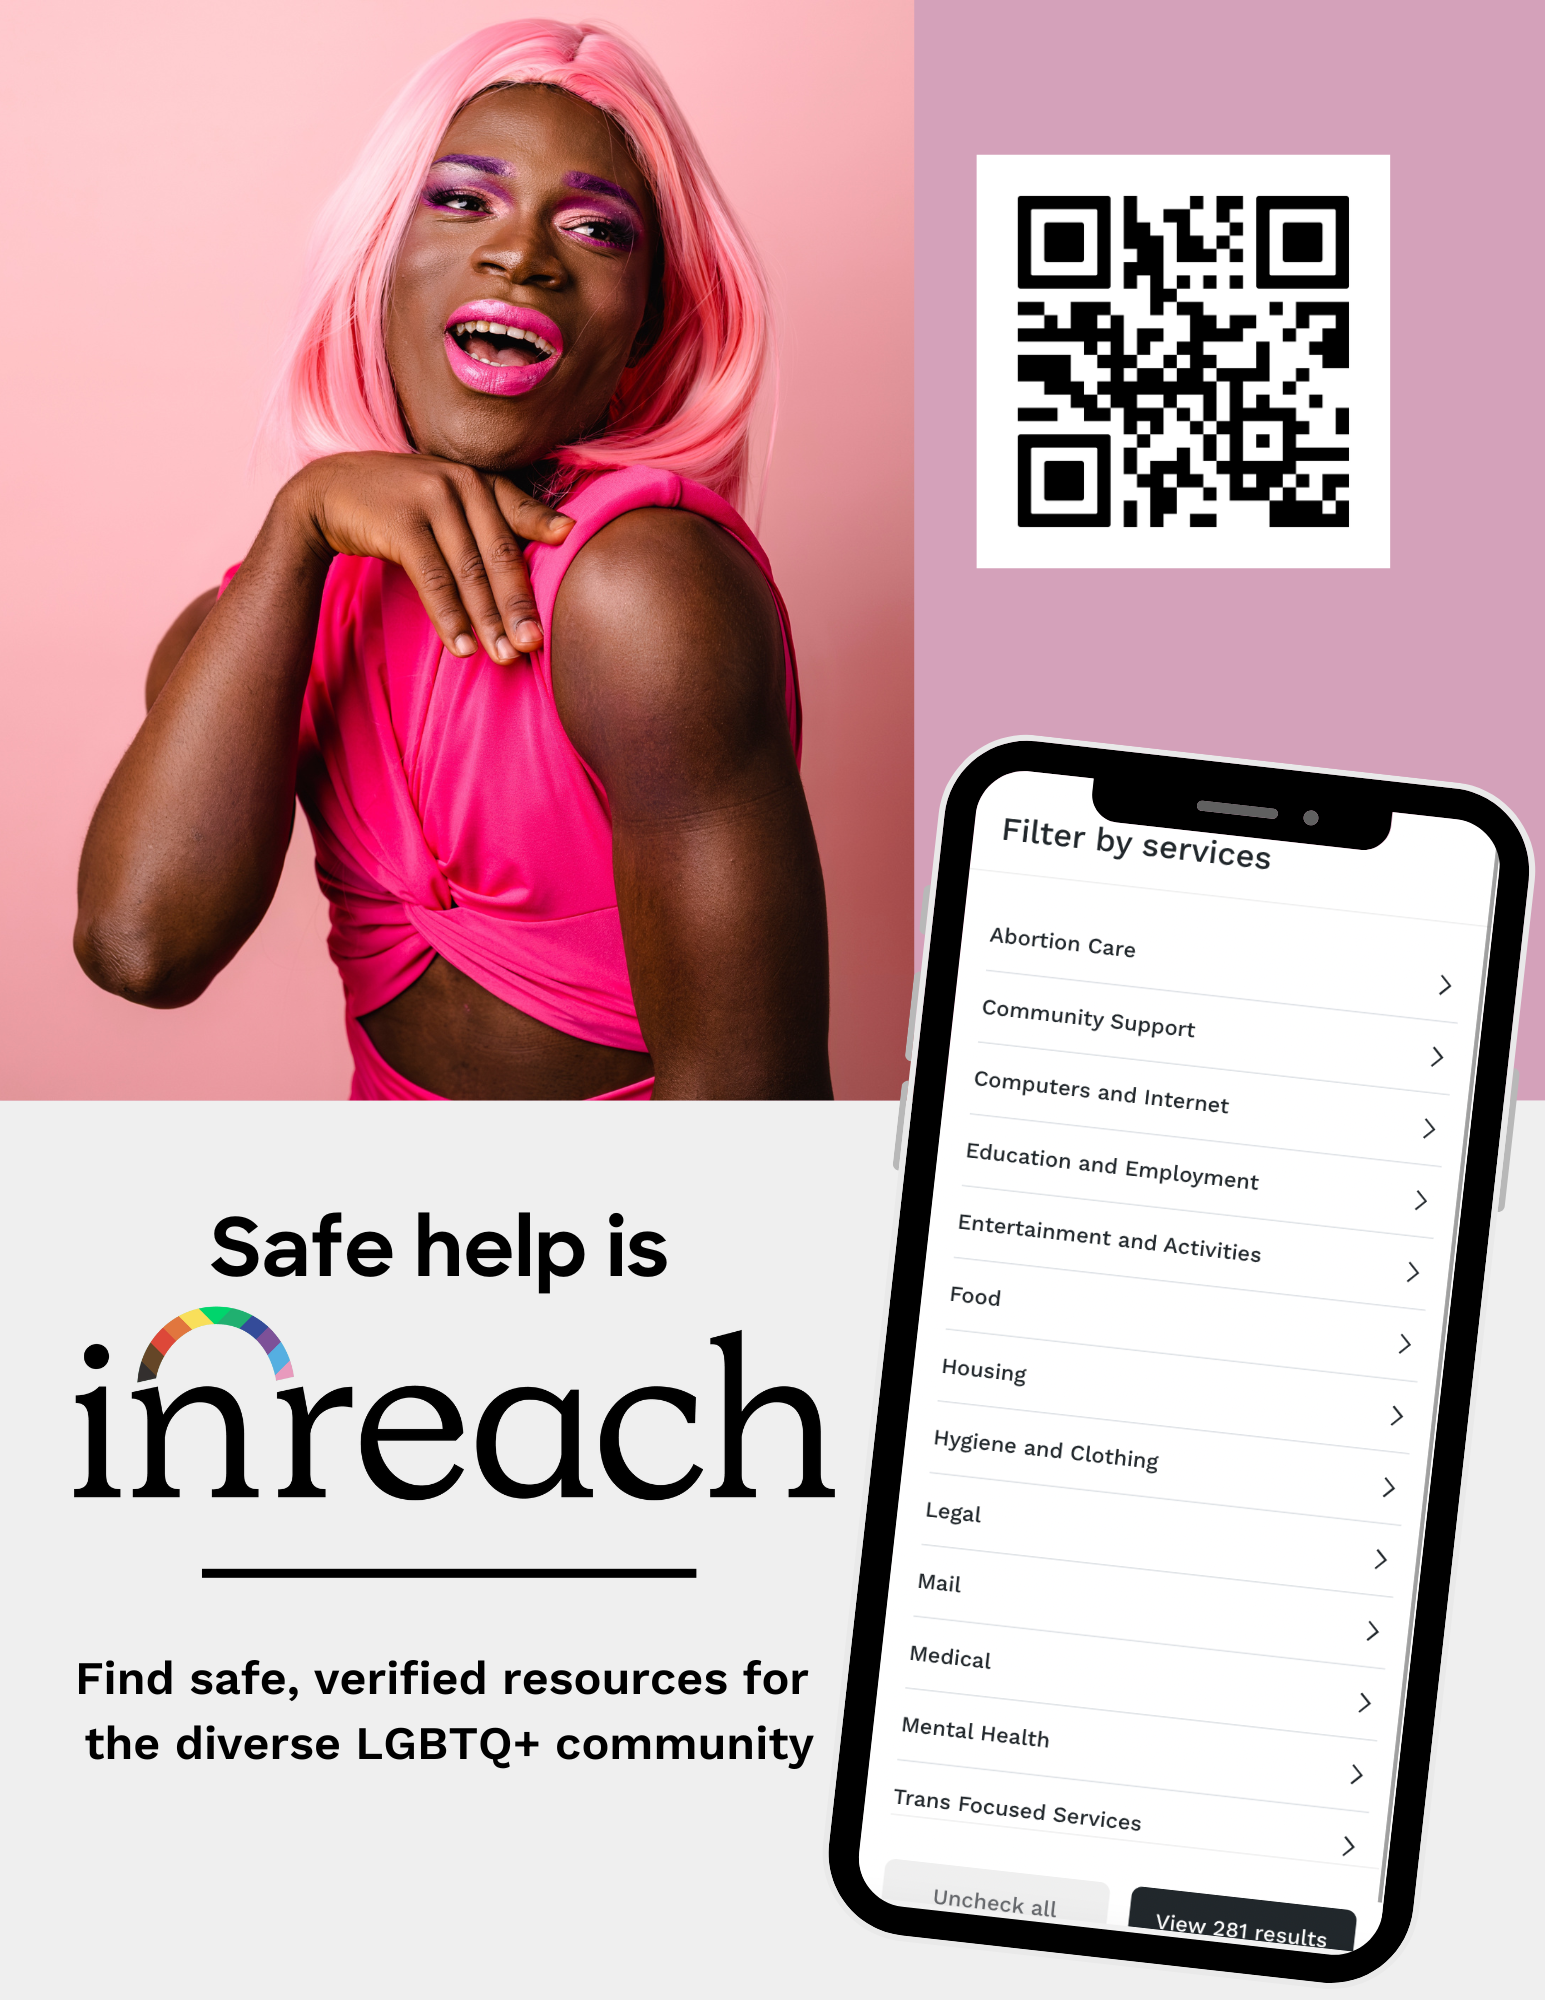 Filter by services
Abortion Care
Community Support
Computers and Internet
Education and Employment
Entertainment and Activities
Food
Housing
Hygiene and Clothing
Legal
Mail
Medical
Mental Health
Trans Focused Services
Uncheck all
View 281 results
Safe help is
inreach
Find safe, verified resources for
the diverse LGBTQ+ community